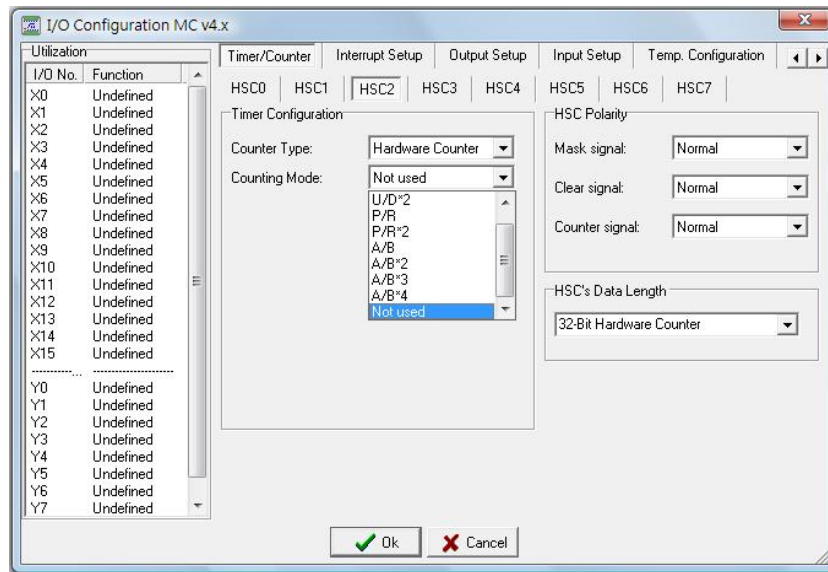 I/O Configuration MC v4.x
Utilization
I/O No. Function
X0 Undefined
X1 Undefined
X2 Undefined
X3 Undefined
X4 Undefined
X5 Undefined
X6 Undefined
X7 Undefined
X8 Undefined
X9 Undefined
X10 Undefined
X11 Undefined
X12 Undefined
X13 Undefined
X14 Undefined
X15 Undefined
-----------... ----------------------
Y0 Undefined
Y1 Undefined
Y2 Undefined
Y3 Undefined
Y4 Undefined
Y5 Undefined
Y6 Undefined
Y7 Undefined
Timer/Counter Interrupt Setup Output Setup Input Setup Temp. Configuration
HSC0 HSC1 HSC2 HSC3 HSC4 HSC5 HSC6 HSC7
Timer Configuration
Counter Type: Hardware Counter
Counting Mode: Not used
U/D*2
P/R
P/R*2
A/B
A/B*2
A/B*3
A/B*4
Not used
HSC Polarity
Mask signal: Normal
Clear signal: Normal
Counter signal: Normal
HSC's Data Length
32-Bit Hardware Counter
Ok Cancel